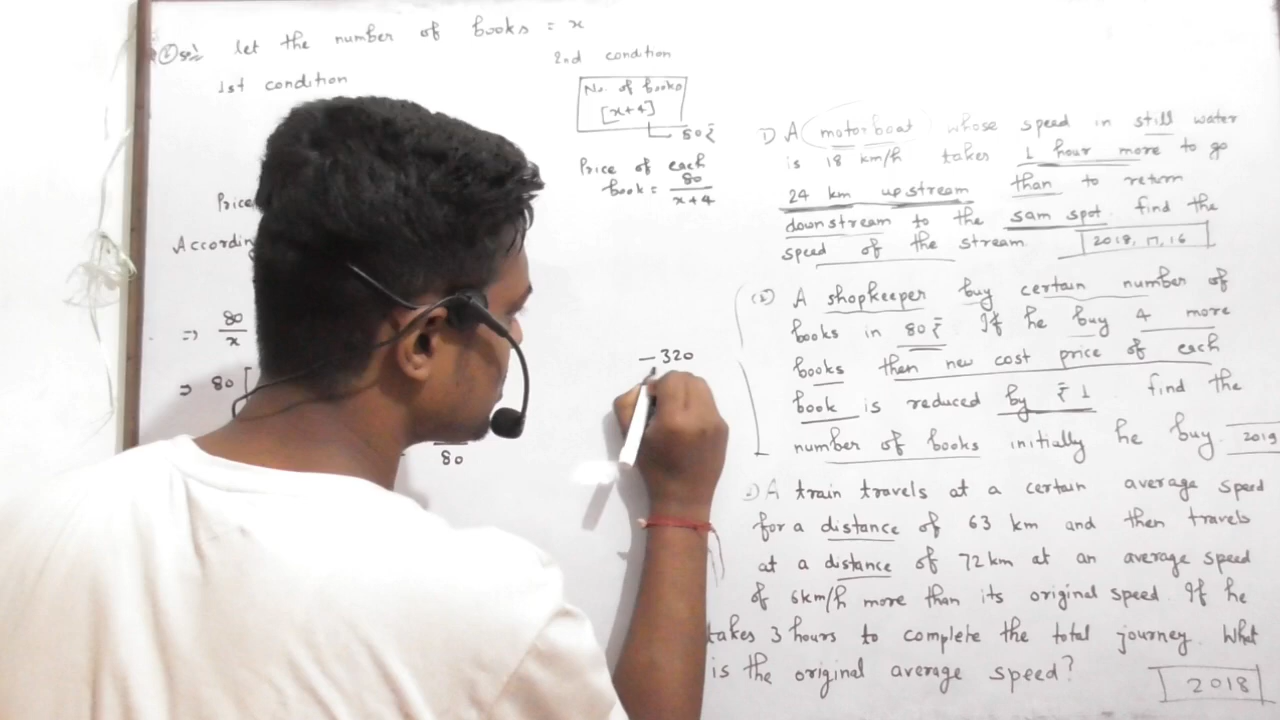 ② Soln let the number of books = x
1st condition
Price
Accordin
=> 80/x
=> 80 [
80
2nd condition
No. of books
[x+4]
80₹
Price of each
book = 80/x+4
— 320
1) A motorboat whose speed in still water
is 18 km/h takes 1 hour more to go
24 km upstream than to return
downstream to the sam spot. find the
speed of the stream 2018, 17, 16
(2) A shopkeeper buy certain number of
books in 80₹. If he buy 4 more
books then new cost price of each
book is reduced by ₹ 1 find the
number of books initially he buy. 2019
A train travels at a certain average speed
for a distance of 63 km and then travels
at a distance of 72 km at an average speed
of 6km/h more than its original speed. If he
takes 3 hours to complete the total journey. What
is the original average speed?
2018